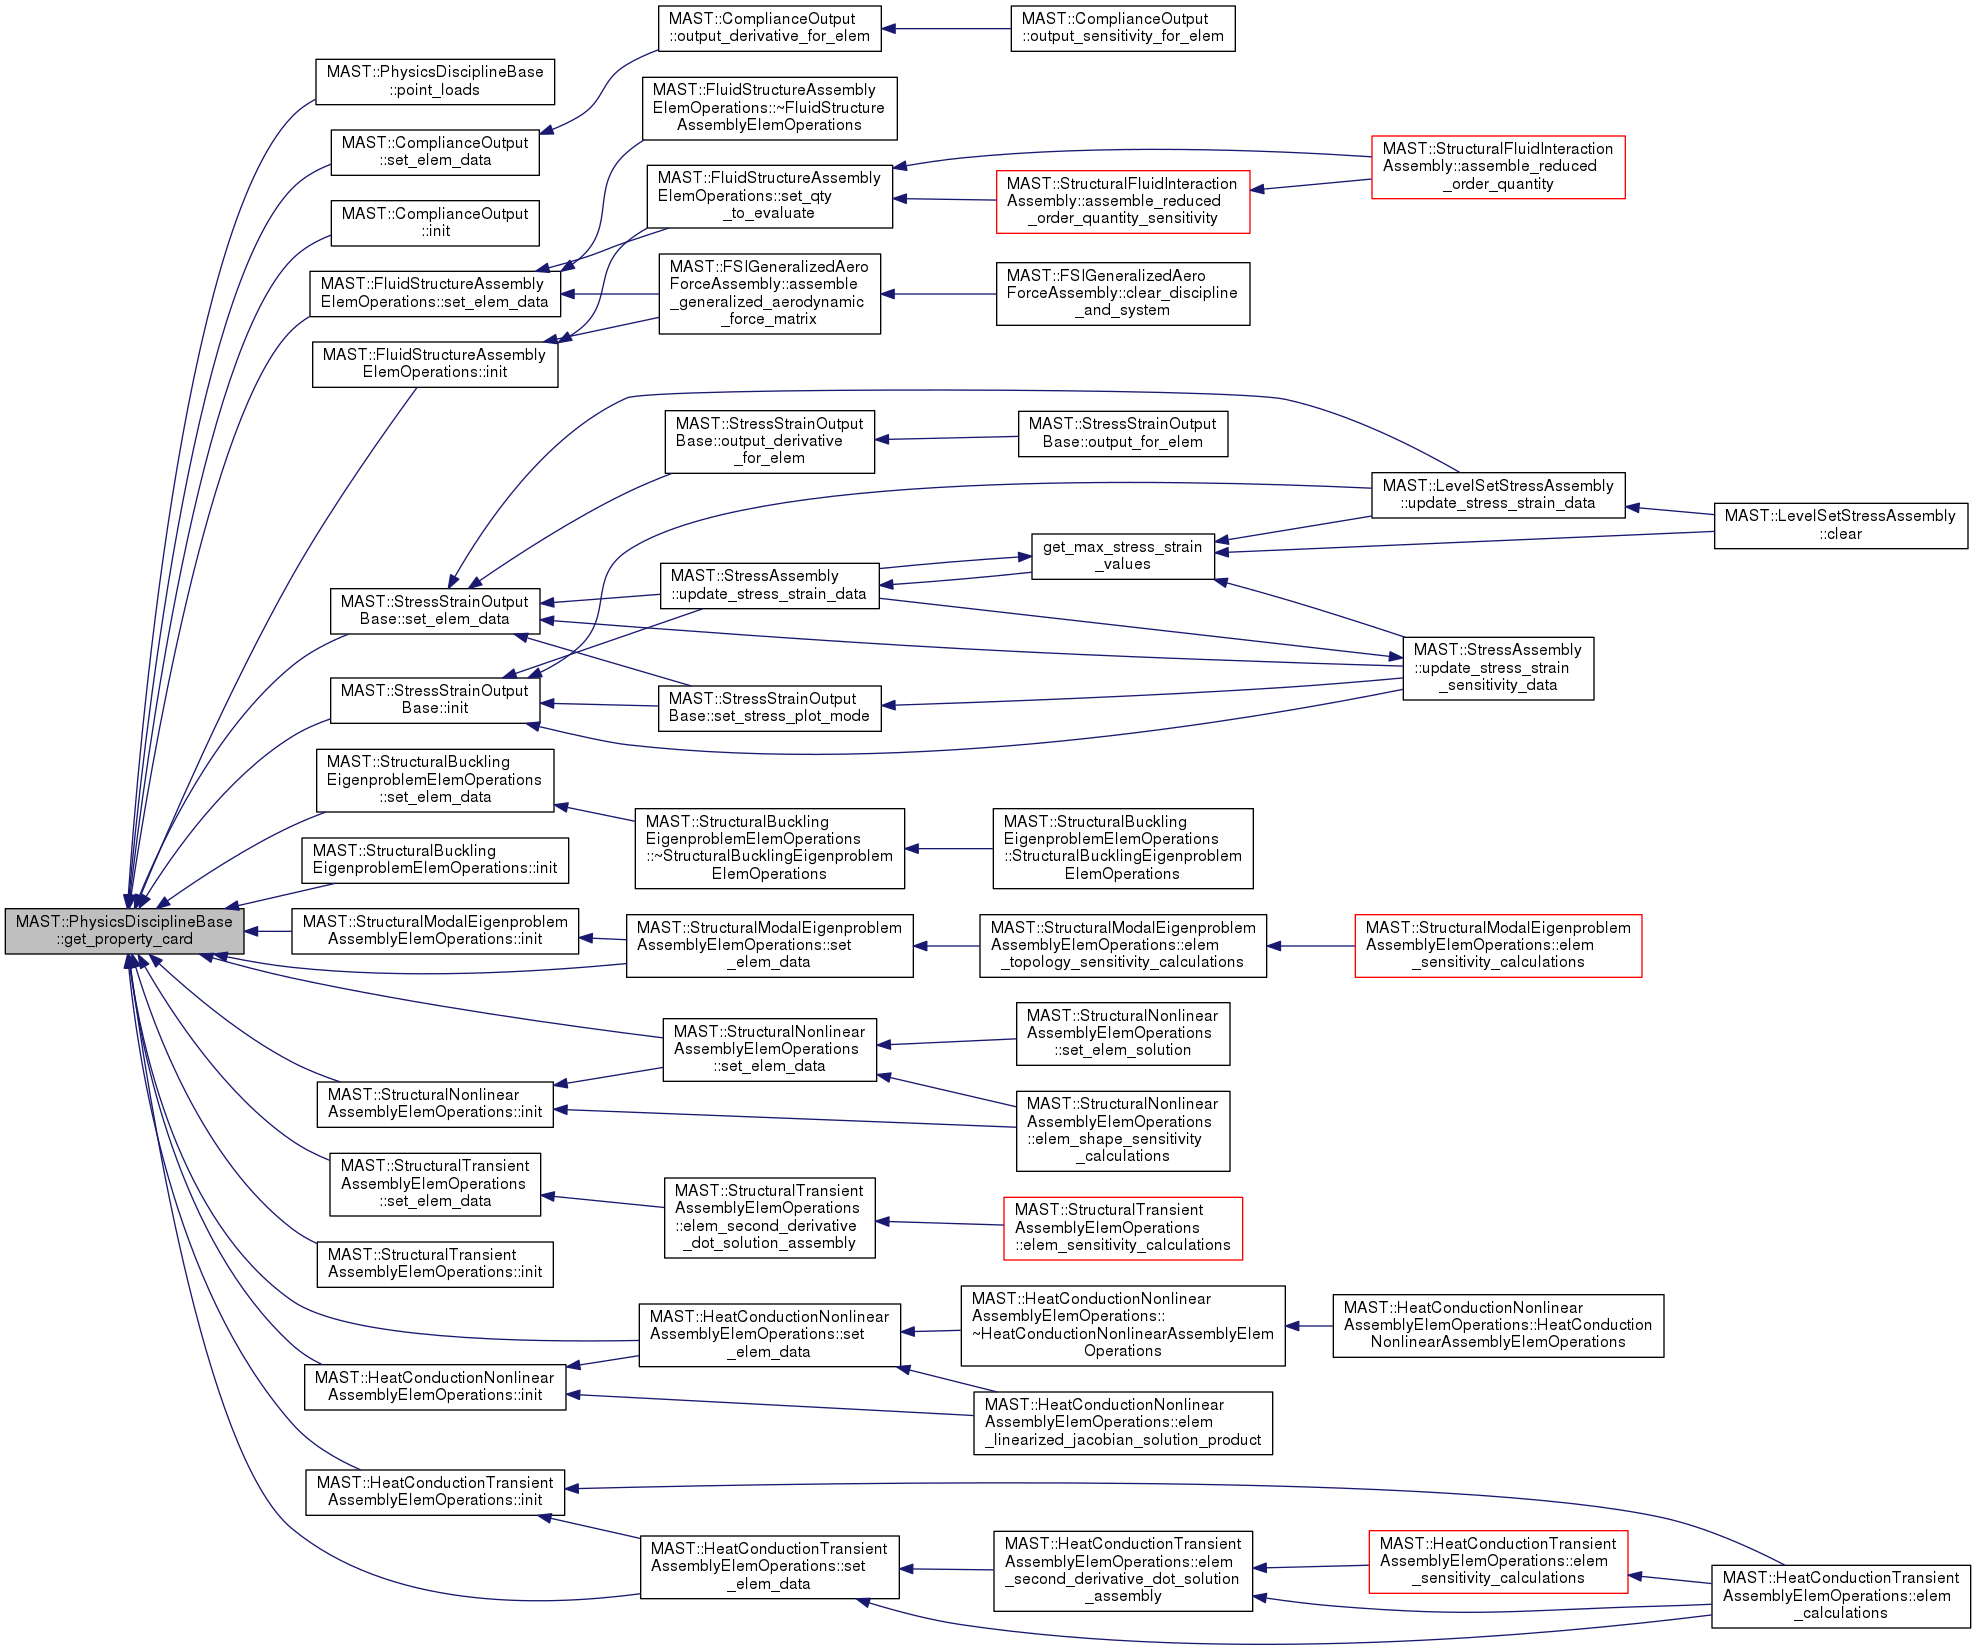 MAST::ComplianceOutput
::output_derivative_for_elem
MAST::ComplianceOutput
::output_sensitivity_for_elem
MAST::PhysicsDisciplineBase
::point_loads
MAST::FluidStructureAssembly
ElemOperations::~FluidStructure
AssemblyElemOperations
MAST::ComplianceOutput
::set_elem_data
MAST::StructuralFluidInteraction
Assembly::assemble_reduced
_order_quantity
MAST::FluidStructureAssembly
ElemOperations::set_qty
_to_evaluate
MAST::StructuralFluidInteraction
Assembly::assemble_reduced
_order_quantity_sensitivity
MAST::ComplianceOutput
::init
MAST::FluidStructureAssembly
ElemOperations::set_elem_data
MAST::FSIGeneralizedAero
ForceAssembly::assemble
_generalized_aerodynamic
_force_matrix
MAST::FSIGeneralizedAero
ForceAssembly::clear_discipline
_and_system
MAST::FluidStructureAssembly
ElemOperations::init
MAST::StressStrainOutput
Base::output_derivative
_for_elem
MAST::StressStrainOutput
Base::output_for_elem
MAST::LevelSetStressAssembly
::update_stress_strain_data
MAST::LevelSetStressAssembly
::clear
get_max_stress_strain
_values
MAST::StressAssembly
::update_stress_strain_data
MAST::StressStrainOutput
Base::set_elem_data
MAST::StressAssembly
::update_stress_strain
_sensitivity_data
MAST::StressStrainOutput
Base::init
MAST::StressStrainOutput
Base::set_stress_plot_mode
MAST::StructuralBuckling
EigenproblemElemOperations
::set_elem_data
MAST::StructuralBuckling
EigenproblemElemOperations
::~StructuralBucklingEigenproblem
ElemOperations
MAST::StructuralBuckling
EigenproblemElemOperations
::StructuralBucklingEigenproblem
ElemOperations
MAST::StructuralBuckling
EigenproblemElemOperations::init
MAST::PhysicsDisciplineBase
::get_property_card
MAST::StructuralModalEigenproblem
AssemblyElemOperations::init
MAST::StructuralModalEigenproblem
AssemblyElemOperations::set
_elem_data
MAST::StructuralModalEigenproblem
AssemblyElemOperations::elem
_topology_sensitivity_calculations
MAST::StructuralModalEigenproblem
AssemblyElemOperations::elem
_sensitivity_calculations
MAST::StructuralNonlinear
AssemblyElemOperations
::set_elem_data
MAST::StructuralNonlinear
AssemblyElemOperations
::set_elem_solution
MAST::StructuralNonlinear
AssemblyElemOperations::init
MAST::StructuralNonlinear
AssemblyElemOperations
::elem_shape_sensitivity
_calculations
MAST::StructuralTransient
AssemblyElemOperations
::set_elem_data
MAST::StructuralTransient
AssemblyElemOperations
::elem_second_derivative
_dot_solution_assembly
MAST::StructuralTransient
AssemblyElemOperations
::elem_sensitivity_calculations
MAST::StructuralTransient
AssemblyElemOperations::init
MAST::HeatConductionNonlinear
AssemblyElemOperations::set
_elem_data
MAST::HeatConductionNonlinear
AssemblyElemOperations::
~HeatConductionNonlinearAssemblyElem
Operations
MAST::HeatConductionNonlinear
AssemblyElemOperations::HeatConduction
NonlinearAssemblyElemOperations
MAST::HeatConductionNonlinear
AssemblyElemOperations::init
MAST::HeatConductionNonlinear
AssemblyElemOperations::elem
_linearized_jacobian_solution_product
MAST::HeatConductionTransient
AssemblyElemOperations::init
MAST::HeatConductionTransient
AssemblyElemOperations::set
_elem_data
MAST::HeatConductionTransient
AssemblyElemOperations::elem
_second_derivative_dot_solution
_assembly
MAST::HeatConductionTransient
AssemblyElemOperations::elem
_sensitivity_calculations
MAST::HeatConductionTransient
AssemblyElemOperations::elem
_calculations